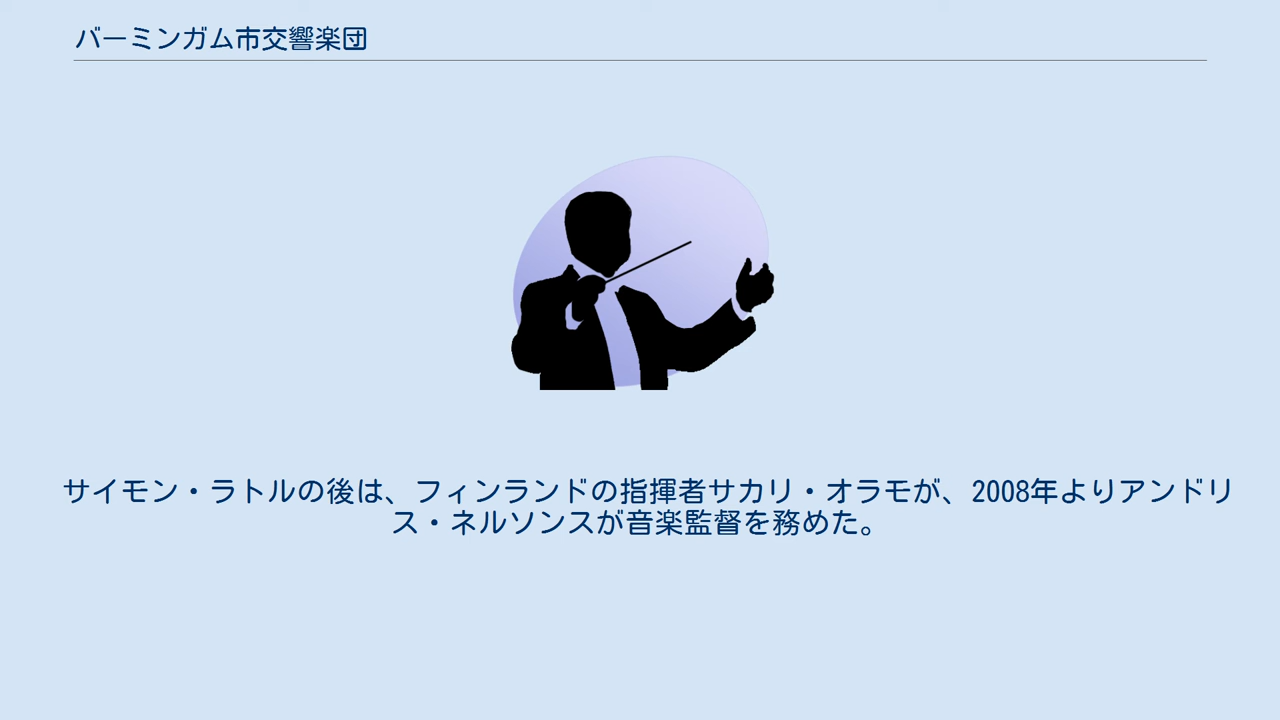 バーミンガム市交響楽団
サイモン・ラトルの後は、フィンランドの指揮者サカリ・オラモが、2008年よりアンドリ
ス・ネルソンスが音楽監督を務めた。